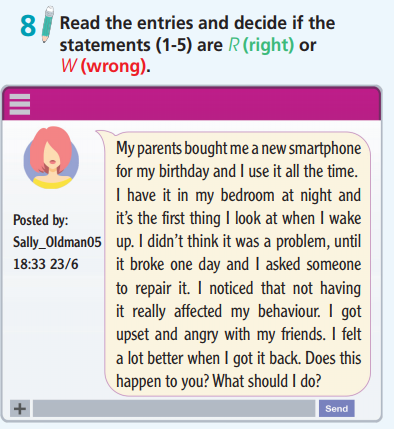 8 Read the entries and decide if the
statements (1-5) are R (right) or
W (wrong).
My parents bought me a new smartphone
for my birthday and I use it all the time.
I have it in my bedroom at night and
it's the first thing I look at when I wake
up. I didn't think it was a problem, until
it broke one day and I asked someone
to repair it. I noticed that not having
it really affected my behaviour. I got
upset and angry with my friends. I felt
a lot better when I got it back. Does this
happen to you? What should I do?
Posted by:
Sally_Oldman05
18:33 23/6
Send